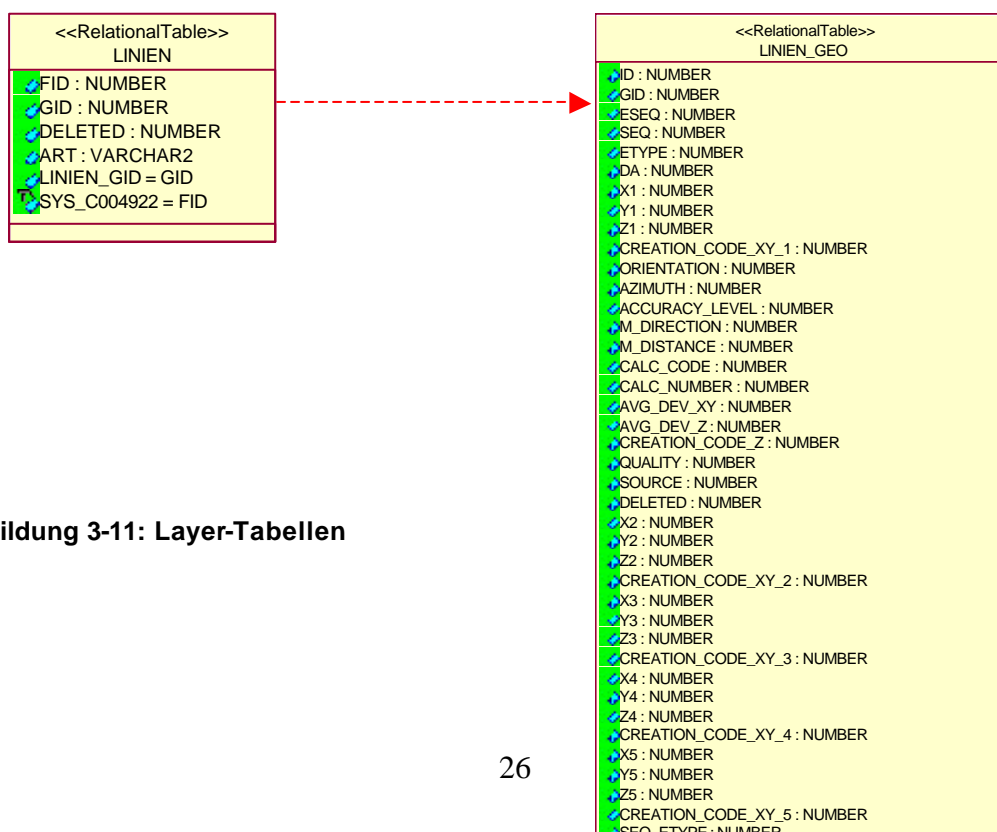 <<RelationalTable>>
LINIEN
FID : NUMBER
GID : NUMBER
DELETED : NUMBER
ART : VARCHAR2
LINIEN_GID = GID
SYS_C004922 = FID
<<RelationalTable>>
LINIEN_GEO
ID : NUMBER
GID : NUMBER
ESEQ : NUMBER
SEQ : NUMBER
ETYPE : NUMBER
DA : NUMBER
X1 : NUMBER
Y1 : NUMBER
Z1 : NUMBER
CREATION_CODE_XY_1 : NUMBER
ORIENTATION : NUMBER
AZIMUTH : NUMBER
ACCURACY_LEVEL : NUMBER
M_DIRECTION : NUMBER
M_DISTANCE : NUMBER
CALC_CODE : NUMBER
CALC_NUMBER : NUMBER
AVG_DEV_XY : NUMBER
AVG_DEV_Z : NUMBER
CREATION_CODE_Z : NUMBER
QUALITY : NUMBER
SOURCE : NUMBER
DELETED : NUMBER
X2 : NUMBER
Y2 : NUMBER
Z2 : NUMBER
CREATION_CODE_XY_2 : NUMBER
X3 : NUMBER
Y3 : NUMBER
Z3 : NUMBER
CREATION_CODE_XY_3 : NUMBER
X4 : NUMBER
Y4 : NUMBER
Z4 : NUMBER
CREATION_CODE_XY_4 : NUMBER
X5 : NUMBER
Y5 : NUMBER
Z5 : NUMBER
CREATION_CODE_XY_5 : NUMBER
SEQ_ETYPE : NUMBER
ildung 3-11: Layer-Tabellen
26